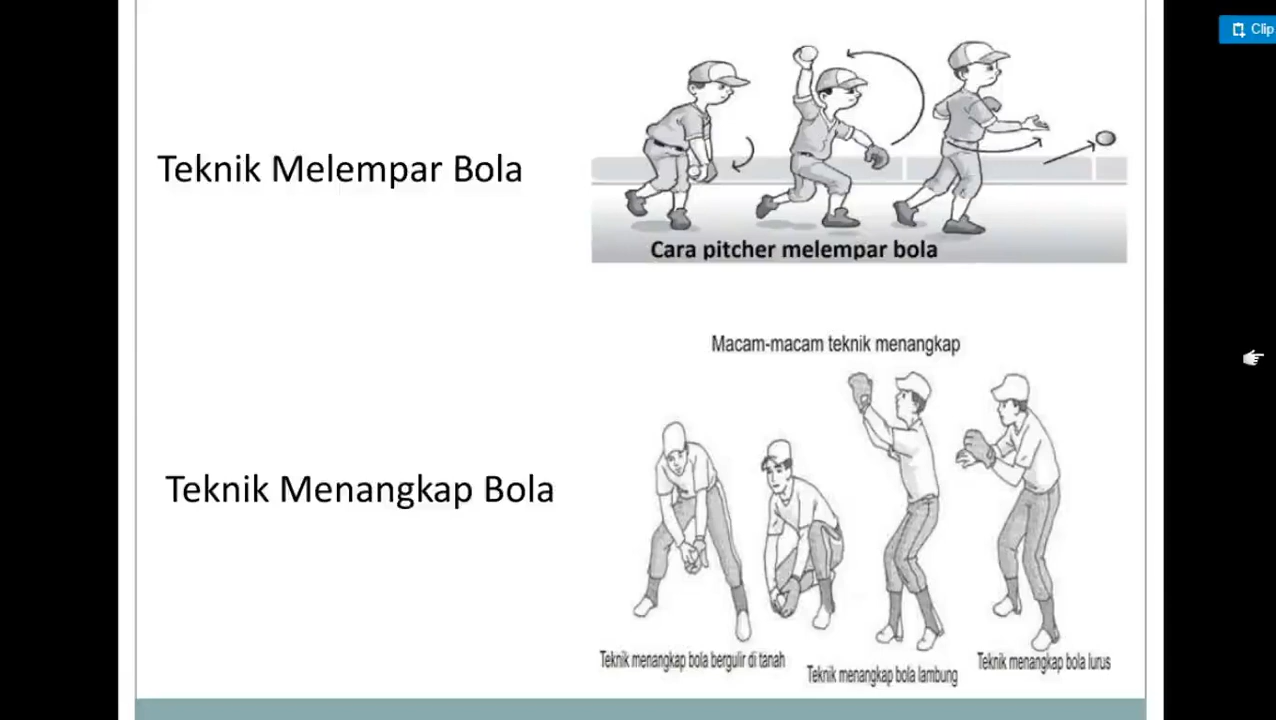 Clip
Teknik Melempar Bola
Cara pitcher melempar bola
Macam-macam teknik menangkap
Teknik Menangkap Bola
Teknik menangkap bola bergulir di tanah
Teknik menangkap bola lambung
Teknik menangkap bola lurus